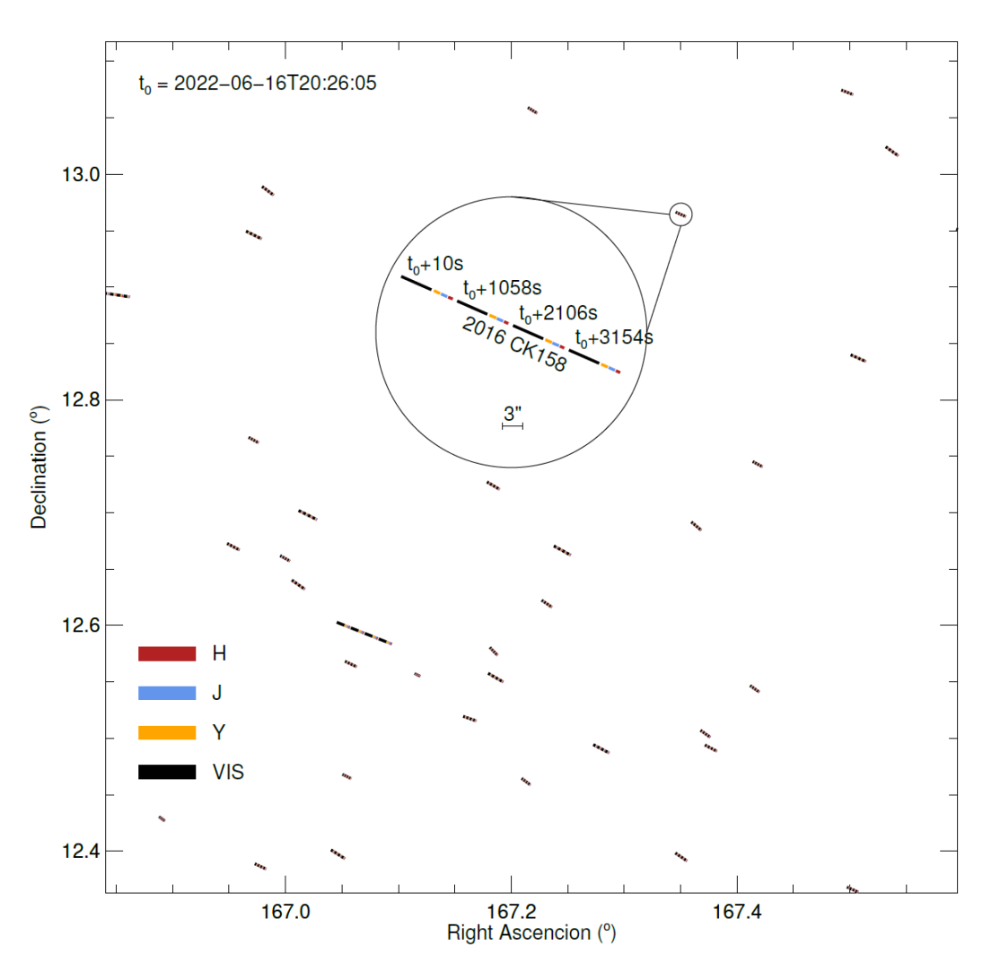 t₀ = 2022−06−16T20:26:05
13.0
12.8
12.6
12.4
Declination (º)
t₀+10s
t₀+1058s
t₀+2106s
t₀+3154s
2016 CK158
3"
H
J
Y
VIS
167.0 167.2 167.4
Right Ascencion (º)